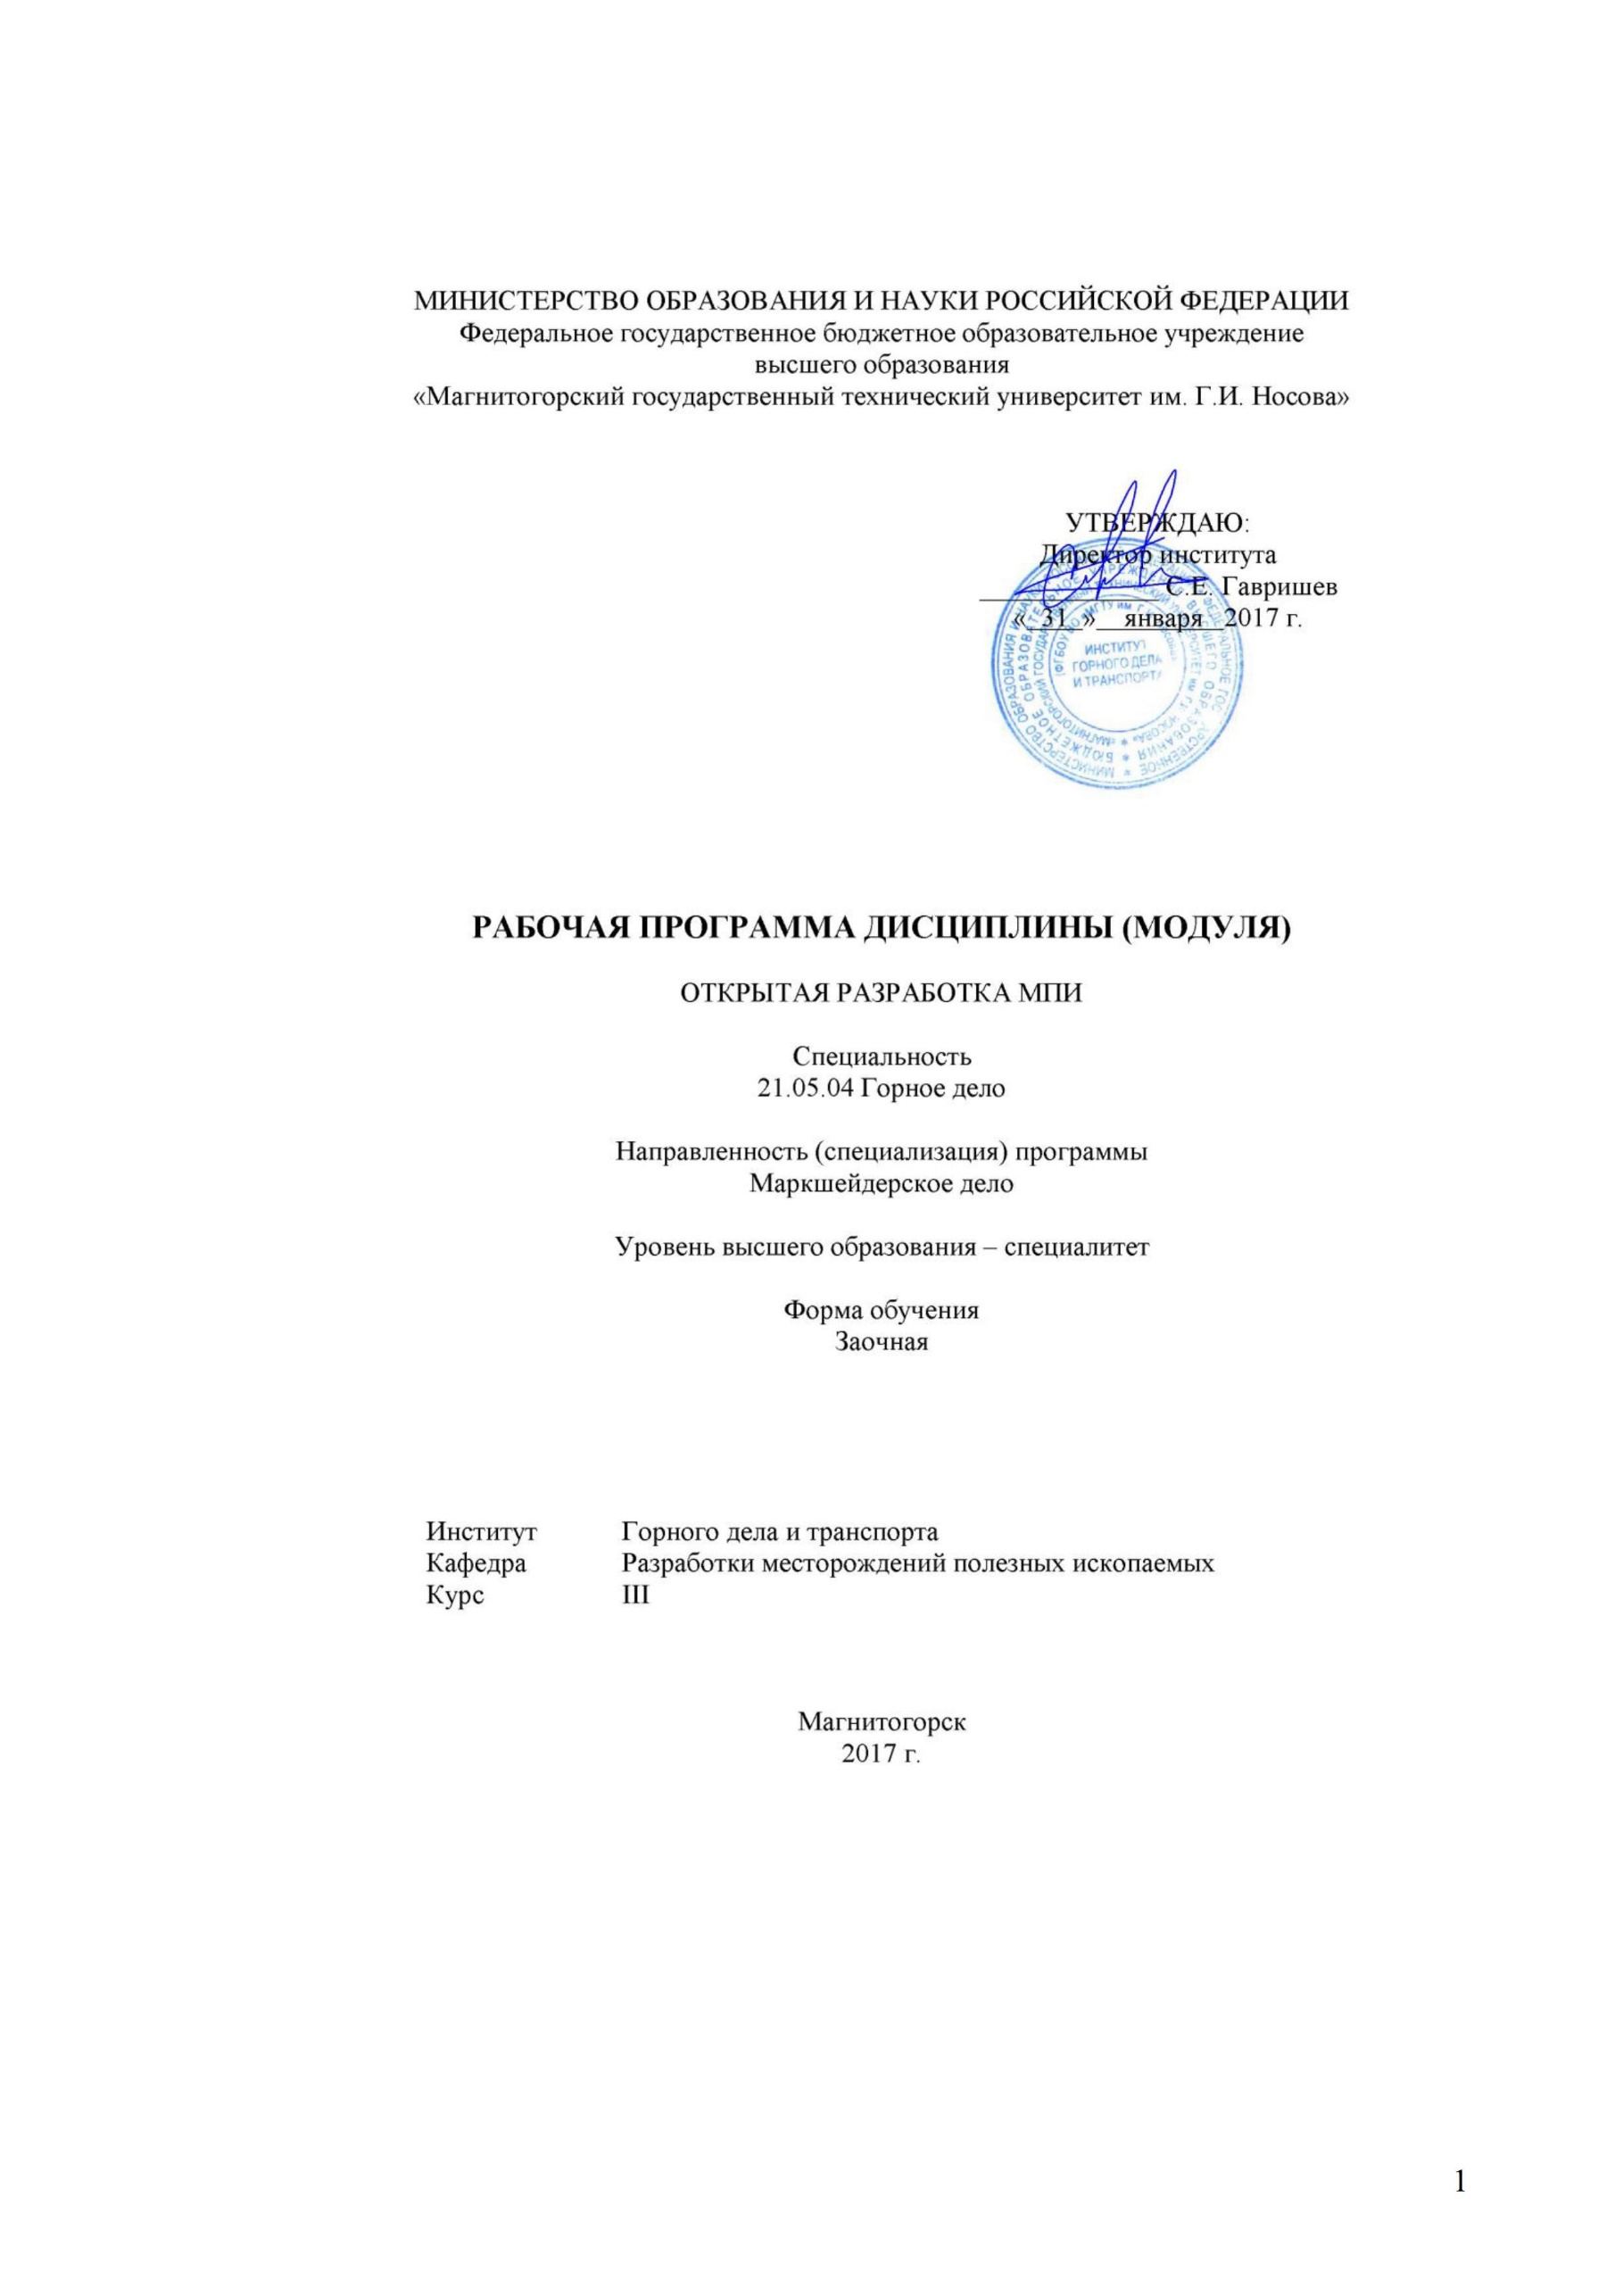 МИНИСТЕРСТВО ОБРАЗОВАНИЯ И НАУКИ РОССИЙСКОЙ ФЕДЕРАЦИИ
Федеральное государственное бюджетное образовательное учреждение
высшего образования
«Магнитогорский государственный технический университет им. Г.И. Носова»
УТВЕРЖДАЮ:
Директор института
С.Е. Гавришев
«_31_»__января_2017 г.
ИНСТИТУТ
ГОРНОГО ДЕЛА
И ТРАНСПОРТА
РАБОЧАЯ ПРОГРАММА ДИСЦИПЛИНЫ (МОДУЛЯ)
ОТКРЫТАЯ РАЗРАБОТКА МПИ
Специальность
21.05.04 Горное дело
Направленность (специализация) программы
Маркшейдерское дело
Уровень высшего образования – специалитет
Форма обучения
Заочная
Институт Горного дела и транспорта
Кафедра Разработки месторождений полезных ископаемых
Курс III
Магнитогорск
2017 г.
1